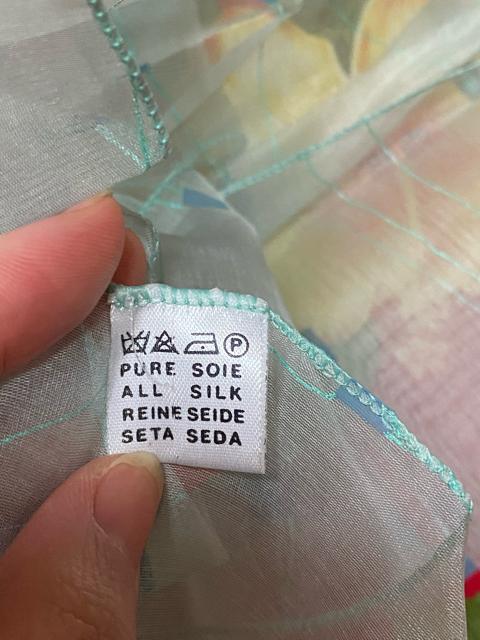 P
PURE SOIE
ALL SILK
REINE SEIDE
SETA SEDA